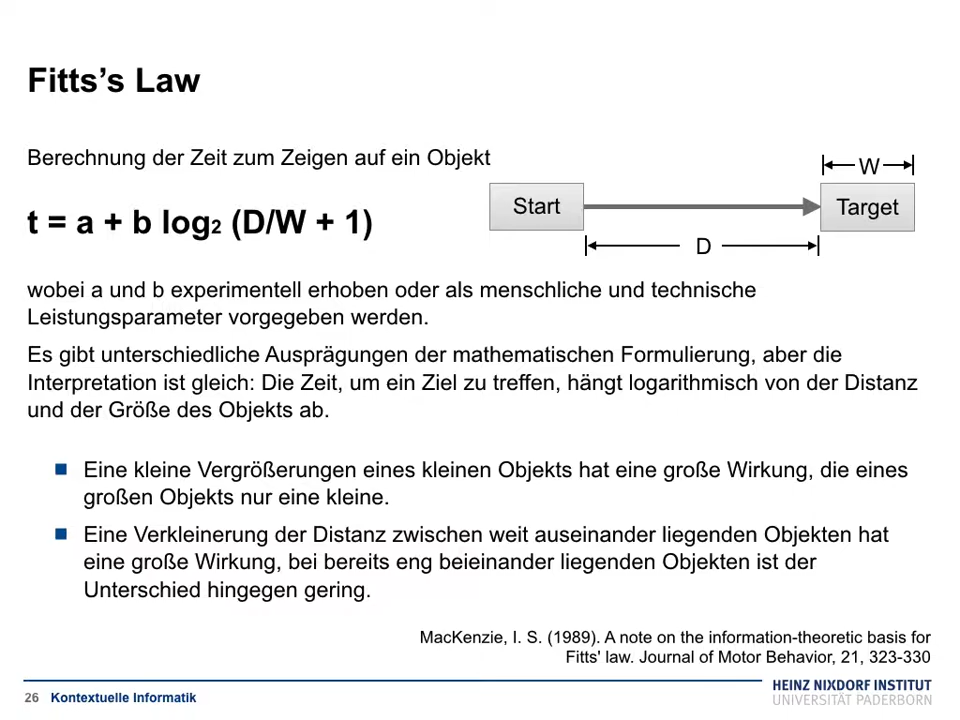 Fitts’s Law
Berechnung der Zeit zum Zeigen auf ein Objekt
t = a + b log₂ (D/W + 1)
W
Start
Target
D
wobei a und b experimentell erhoben oder als menschliche und technische
Leistungsparameter vorgegeben werden.
Es gibt unterschiedliche Ausprägungen der mathematischen Formulierung, aber die
Interpretation ist gleich: Die Zeit, um ein Ziel zu treffen, hängt logarithmisch von der Distanz
und der Größe des Objekts ab.
Eine kleine Vergrößerungen eines kleinen Objekts hat eine große Wirkung, die eines
großen Objekts nur eine kleine.
Eine Verkleinerung der Distanz zwischen weit auseinander liegenden Objekten hat
eine große Wirkung, bei bereits eng beieinander liegenden Objekten ist der
Unterschied hingegen gering.
MacKenzie, I. S. (1989). A note on the information-theoretic basis for
Fitts' law. Journal of Motor Behavior, 21, 323-330
26 Kontextuelle Informatik
HEINZ NIXDORF INSTITUT
UNIVERSITÄT PADERBORN